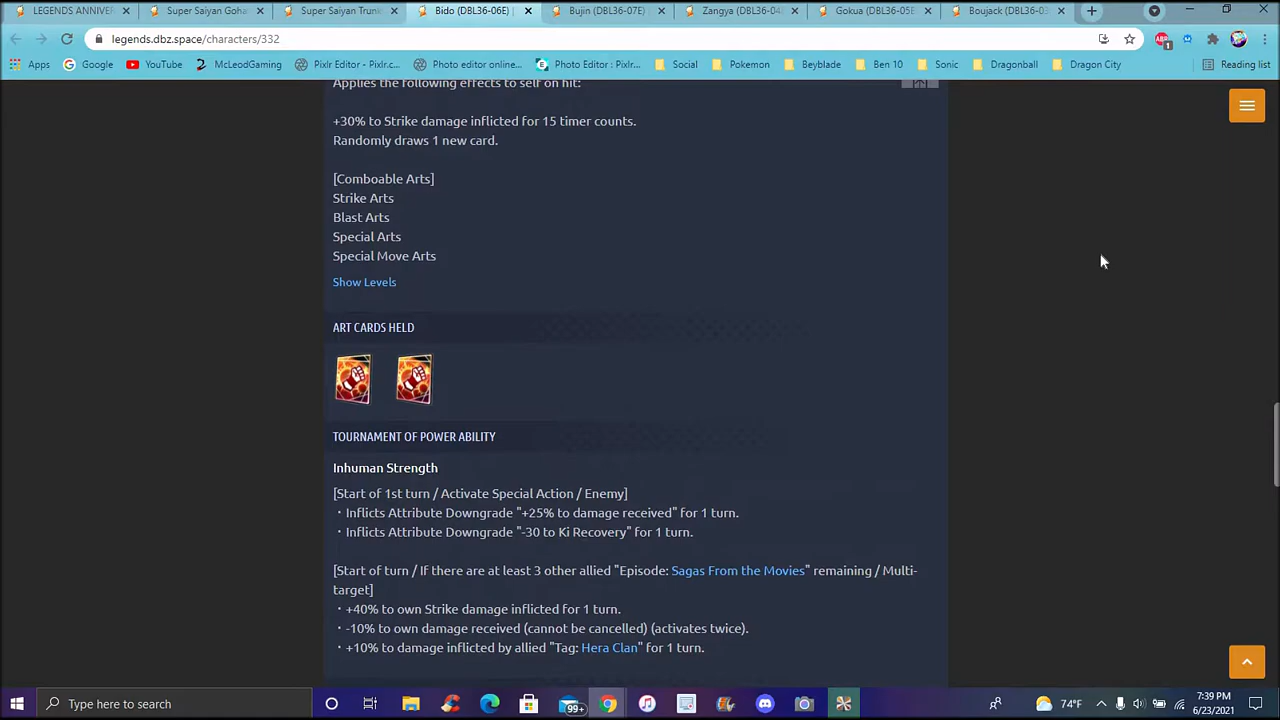 LEGENDS ANNIVER
Super Saiyan Goha
Super Saiyan Trunk
Bido (DBL36-06E) |
Bujin (DBL36-07E)
Zangya (DBL36-04
Gokua (DBL36-05E
Boujack (DBL36-03
legends.dbz.space/characters/332
Apps
Google
YouTube
McLeodGaming
Pixlr Editor - Pixlr.c...
Photo editor online...
Photo Editor : Pixlr...
Social
Pokemon
Beyblade
Ben 10
Sonic
Dragonball
Dragon City
Reading list
Applies the following effects to self on hit:
+30% to Strike damage inflicted for 15 timer counts.
Randomly draws 1 new card.
[Comboable Arts]
Strike Arts
Blast Arts
Special Arts
Special Move Arts
Show Levels
ART CARDS HELD
TOURNAMENT OF POWER ABILITY
Inhuman Strength
[Start of 1st turn / Activate Special Action / Enemy]
・Inflicts Attribute Downgrade "+25% to damage received" for 1 turn.
・Inflicts Attribute Downgrade "-30 to Ki Recovery" for 1 turn.
[Start of turn / If there are at least 3 other allied "Episode: Sagas From the Movies" remaining / Multi-
target]
・+40% to own Strike damage inflicted for 1 turn.
・-10% to own damage received (cannot be cancelled) (activates twice).
・+10% to damage inflicted by allied "Tag: Hera Clan" for 1 turn.
Type here to search
99+
74°F
7:39 PM
6/23/2021